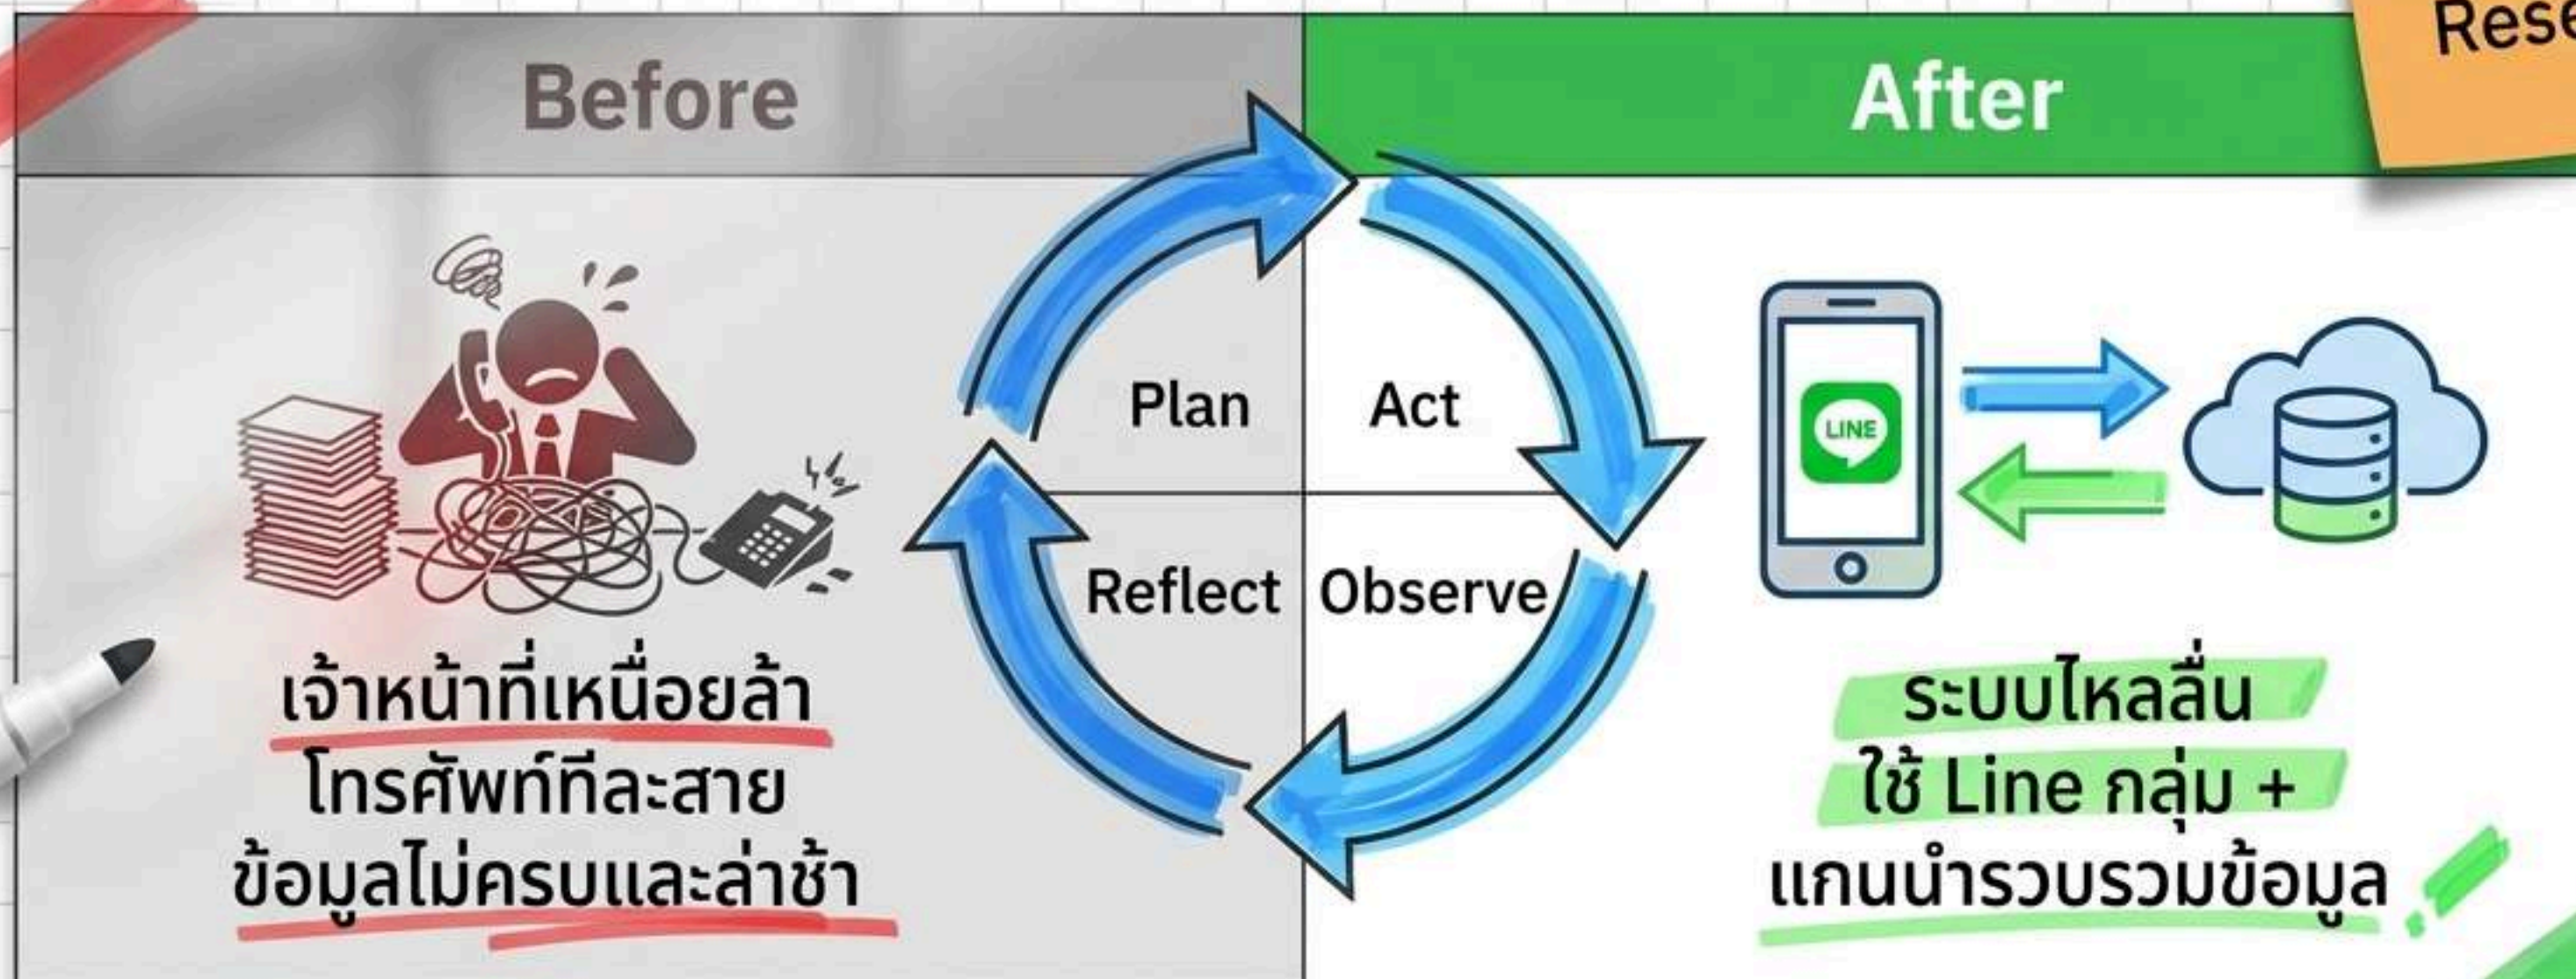 Before
After
Plan
Act
Reflect
Observe
LINE
เจ้าหน้าที่เหนื่อยล้า
โทรศัพท์ทีละสาย
ข้อมูลไม่ครบและล่าช้า
ระบบไหลลื่น
ใช้ Line กลุ่ม +
แกนนำรวบรวมข้อมูล